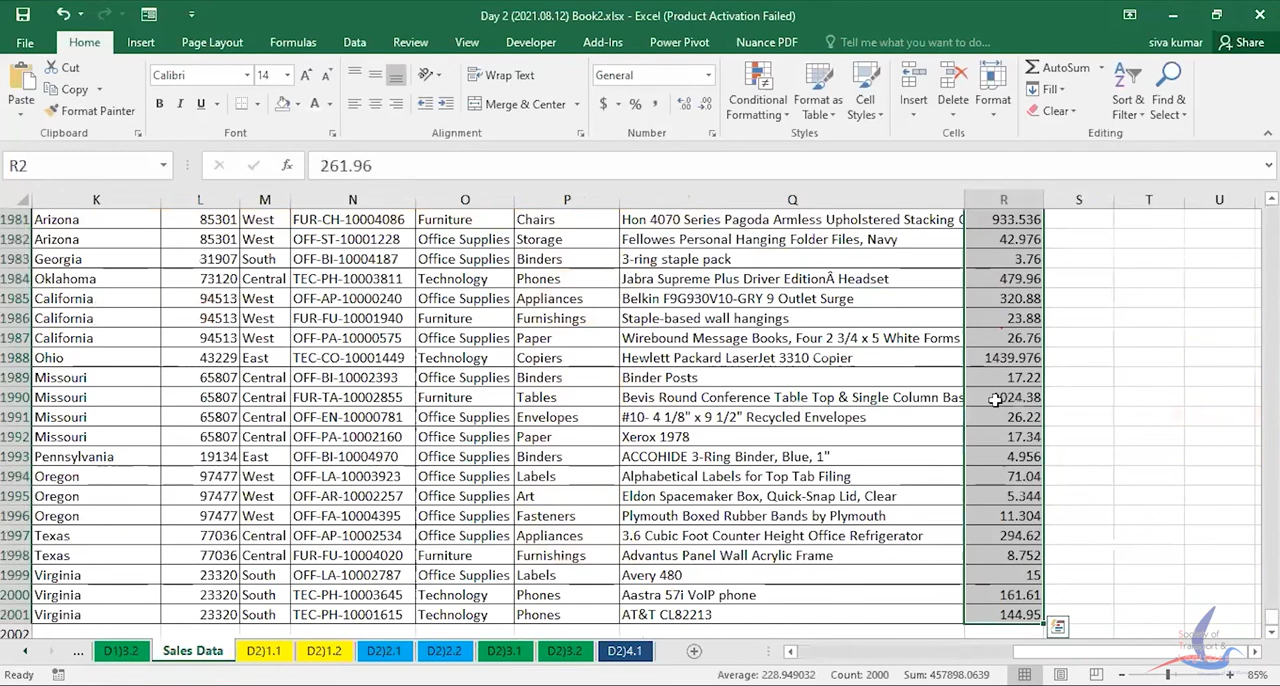 Day 2 (2021.08.12) Book2.xlsx - Excel (Product Activation Failed)
File Home Insert Page Layout Formulas Data Review View Developer Add-Ins Power Pivot Nuance PDF Tell me what you want to do... siva kumar Share
Paste Cut Copy Format Painter Clipboard
Calibri 14 A A B I U A Font
Wrap Text Merge & Center Alignment
General $ % , Number
Conditional Formatting Format as Table Cell Styles Styles
Insert Delete Format Cells
AutoSum Fill Clear Sort & Filter Find & Select Editing
R2 fx 261.96
K L M N O P Q R S T U
1981 Arizona 85301 West FUR-CH-10004086 Furniture Chairs Hon 4070 Series Pagoda Armless Upholstered Stacking 933.536
1982 Arizona 85301 West OFF-ST-10001228 Office Supplies Storage Fellowes Personal Hanging Folder Files, Navy 42.976
1983 Georgia 31907 South OFF-BI-10004187 Office Supplies Binders 3-ring staple pack 3.76
1984 Oklahoma 73120 Central TEC-PH-10003811 Technology Phones Jabra Supreme Plus Driver EditionÂ Headset 479.96
1985 California 94513 West OFF-AP-10000240 Office Supplies Appliances Belkin F9G930V10-GRY 9 Outlet Surge 320.88
1986 California 94513 West FUR-FU-10001940 Furniture Furnishings Staple-based wall hangings 23.88
1987 California 94513 West OFF-PA-10000575 Office Supplies Paper Wirebound Message Books, Four 2 3/4 x 5 White Forms 26.76
1988 Ohio 43229 East TEC-CO-10001449 Technology Copiers Hewlett Packard LaserJet 3310 Copier 1439.976
1989 Missouri 65807 Central OFF-BI-10002393 Office Supplies Binders Binder Posts 17.22
1990 Missouri 65807 Central FUR-TA-10002855 Furniture Tables Bevis Round Conference Table Top & Single Column Bas 024.38
1991 Missouri 65807 Central OFF-EN-10000781 Office Supplies Envelopes #10- 4 1/8" x 9 1/2" Recycled Envelopes 26.22
1992 Missouri 65807 Central OFF-PA-10002160 Office Supplies Paper Xerox 1978 17.34
1993 Pennsylvania 19134 East OFF-BI-10004970 Office Supplies Binders ACCOHIDE 3-Ring Binder, Blue, 1" 4.956
1994 Oregon 97477 West OFF-LA-10003923 Office Supplies Labels Alphabetical Labels for Top Tab Filing 71.04
1995 Oregon 97477 West OFF-AR-10002257 Office Supplies Art Eldon Spacemaker Box, Quick-Snap Lid, Clear 5.344
1996 Oregon 97477 West OFF-FA-10004395 Office Supplies Fasteners Plymouth Boxed Rubber Bands by Plymouth 11.304
1997 Texas 77036 Central OFF-AP-10002534 Office Supplies Appliances 3.6 Cubic Foot Counter Height Office Refrigerator 294.62
1998 Texas 77036 Central FUR-FU-10004020 Furniture Furnishings Advantus Panel Wall Acrylic Frame 8.752
1999 Virginia 23320 South OFF-LA-10002787 Office Supplies Labels Avery 480 15
2000 Virginia 23320 South TEC-PH-10003645 Technology Phones Aastra 57i VoIP phone 161.61
2001 Virginia 23320 South TEC-PH-10001615 Technology Phones AT&T CL82213 144.95
2002
... D1)3.2 Sales Data D2)1.1 D2)1.2 D2)2.1 D2)2.2 D2)3.1 D2)3.2 D2)4.1
Society of
Transport &
Ready Average: 228.949032 Count: 2000 Sum: 457898.0639 85%